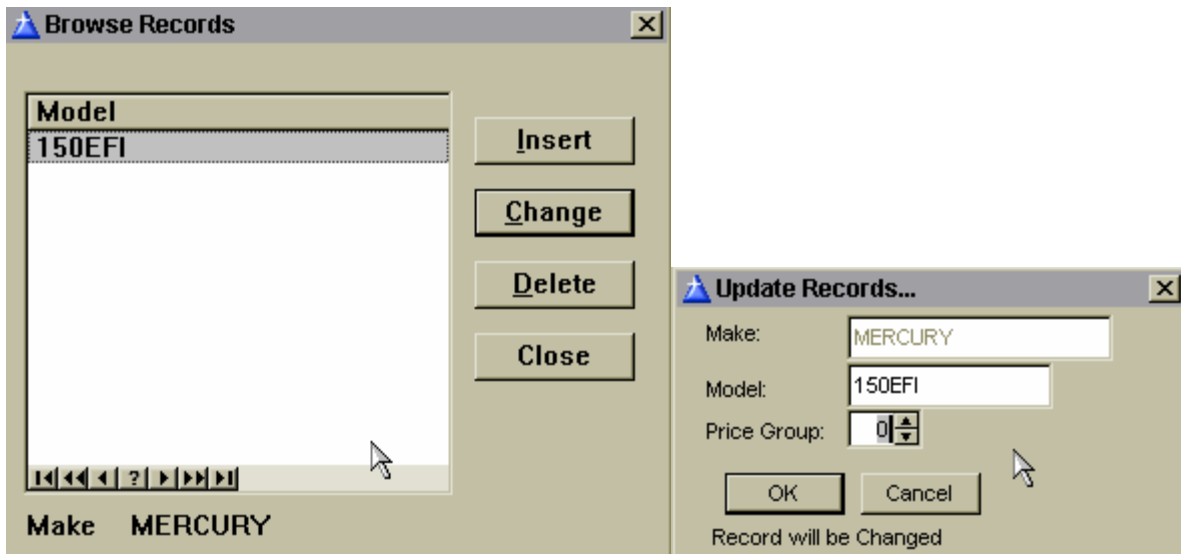 Browse Records
Model
150EFI
Insert
Change
Delete
Close
?
Make MERCURY
Update Records...
Make: MERCURY
Model: 150EFI
Price Group: 0
OK Cancel
Record will be Changed